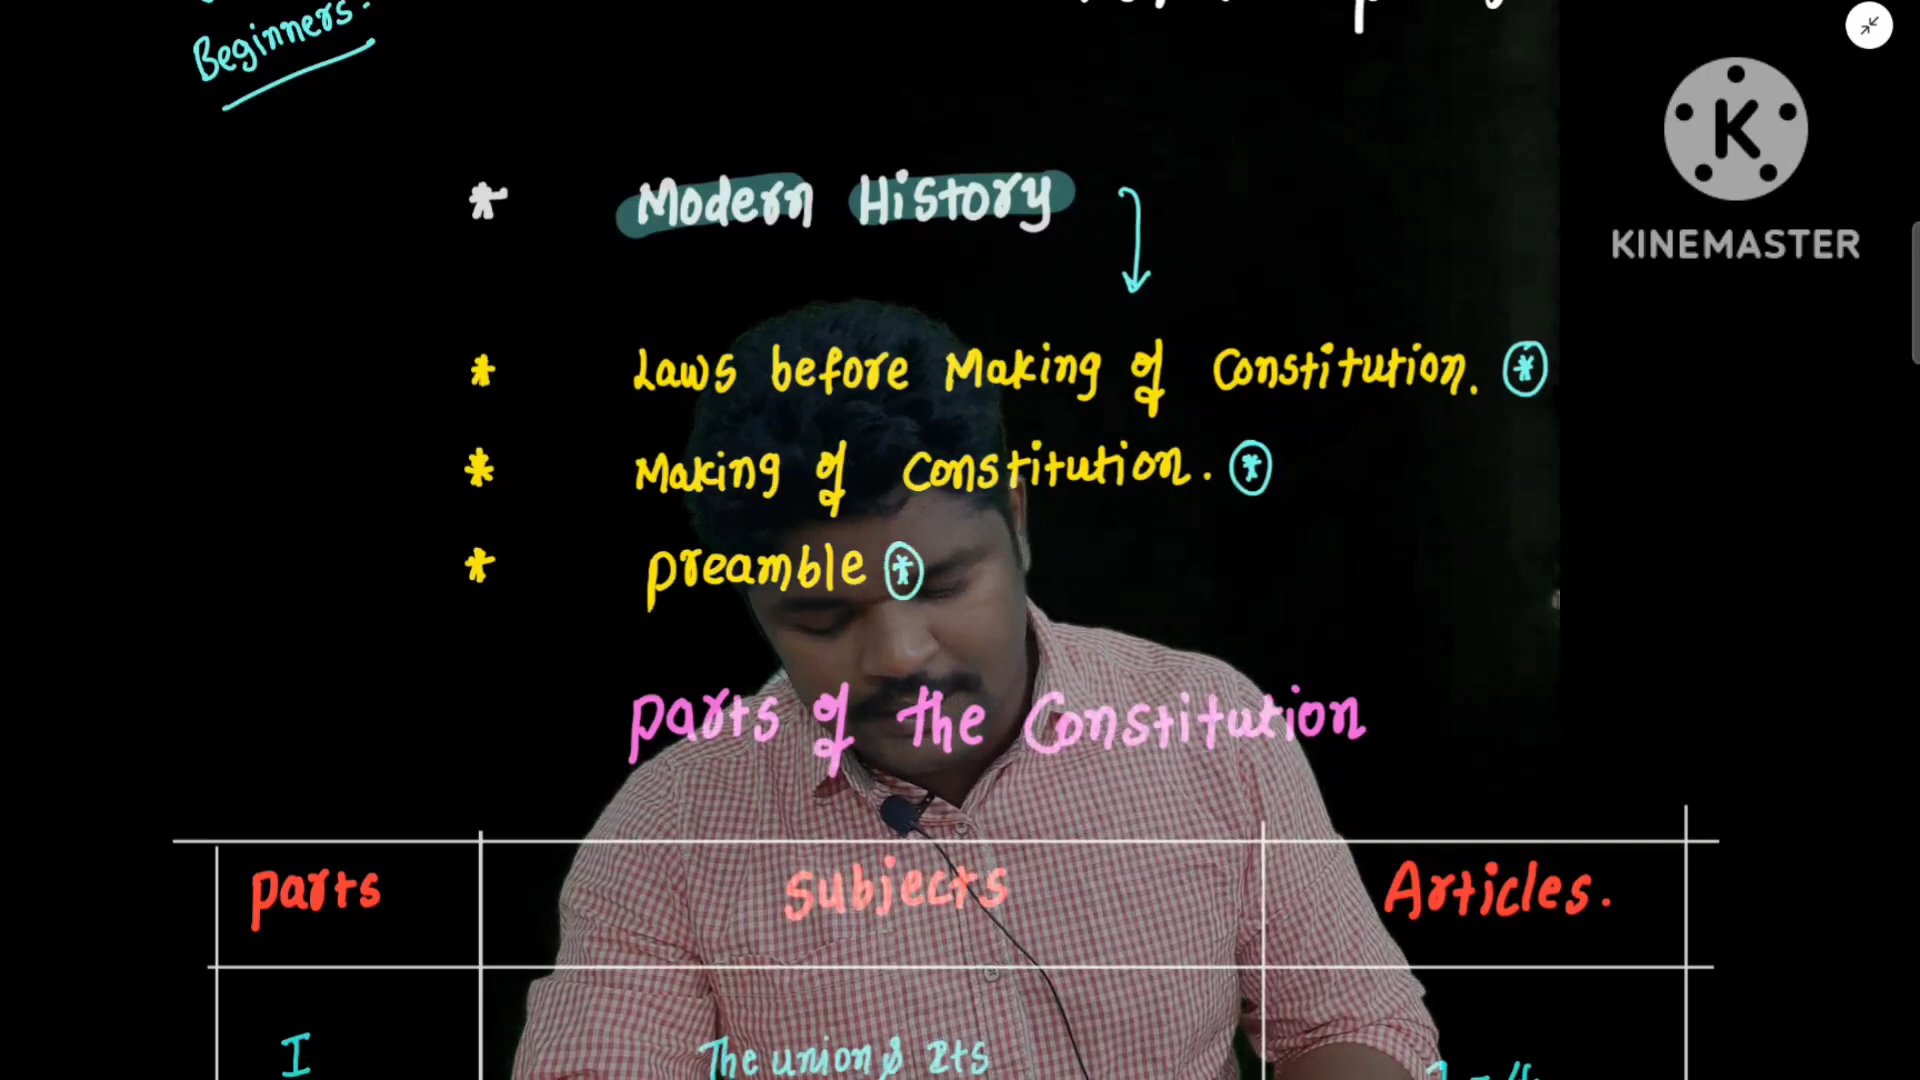 Beginners.
* Modern History
KINEMASTER
* Laws before Making of Constitution. *
* Making of Constitution. *
* preamble *
parts of the Constitution
parts subjects Articles.
I The union & Its